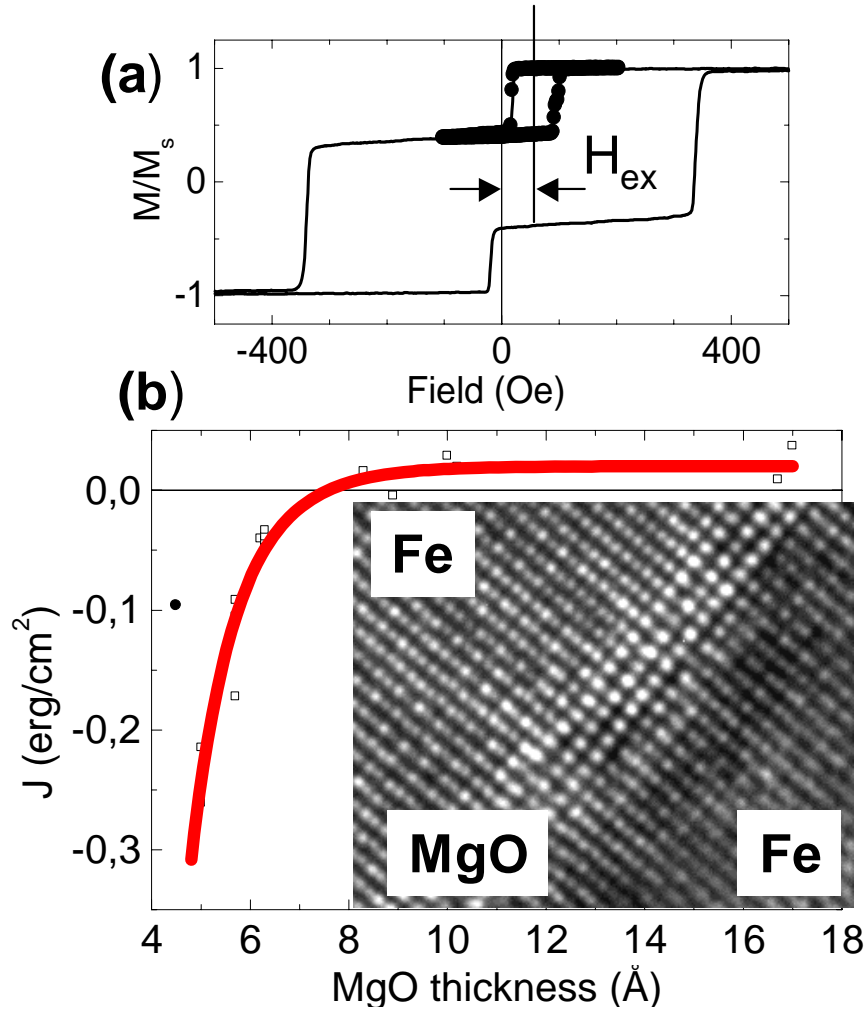 (a)
1
0
-1
M/Mₛ
Hₑₓ
-400 0 400
Field (Oe)
(b)
0,0
-0,1
-0,2
-0,3
J (erg/cm²)
Fe
MgO Fe
4 6 8 10 12 14 16 18
MgO thickness (Å)